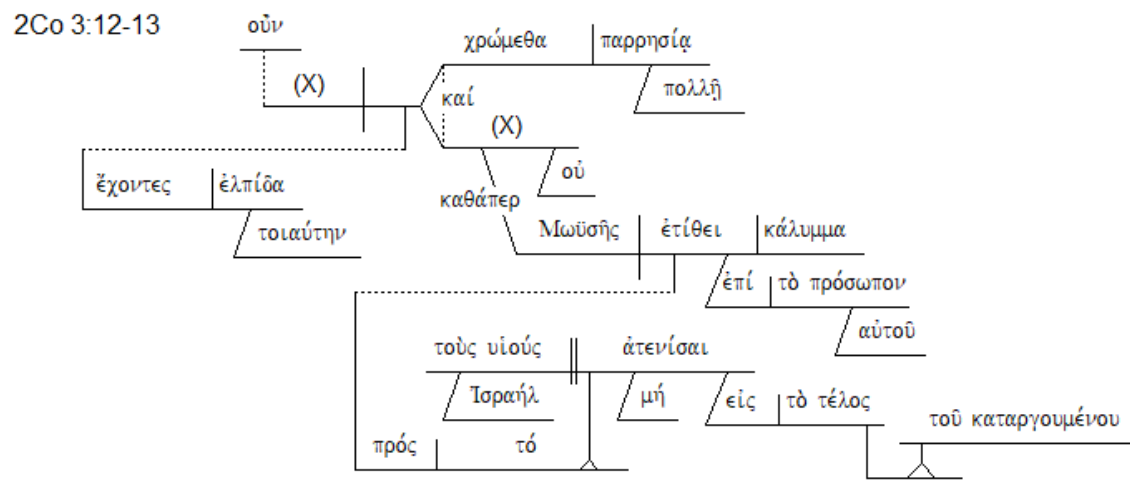 2Co 3:12-13
οὖν
χρώμεθα παρρησίᾳ
(X) καί πολλῇ
(X)
ἔχοντες ἐλπίδα καθάπερ οὐ
τοιαύτην Μωϋσῆς ἐτίθει κάλυμμα
ἐπί τὸ πρόσωπον
αὐτοῦ
τοὺς υἱούς ἀτενίσαι
Ἰσραήλ μή εἰς τὸ τέλος
τοῦ καταργουμένου
πρός τό